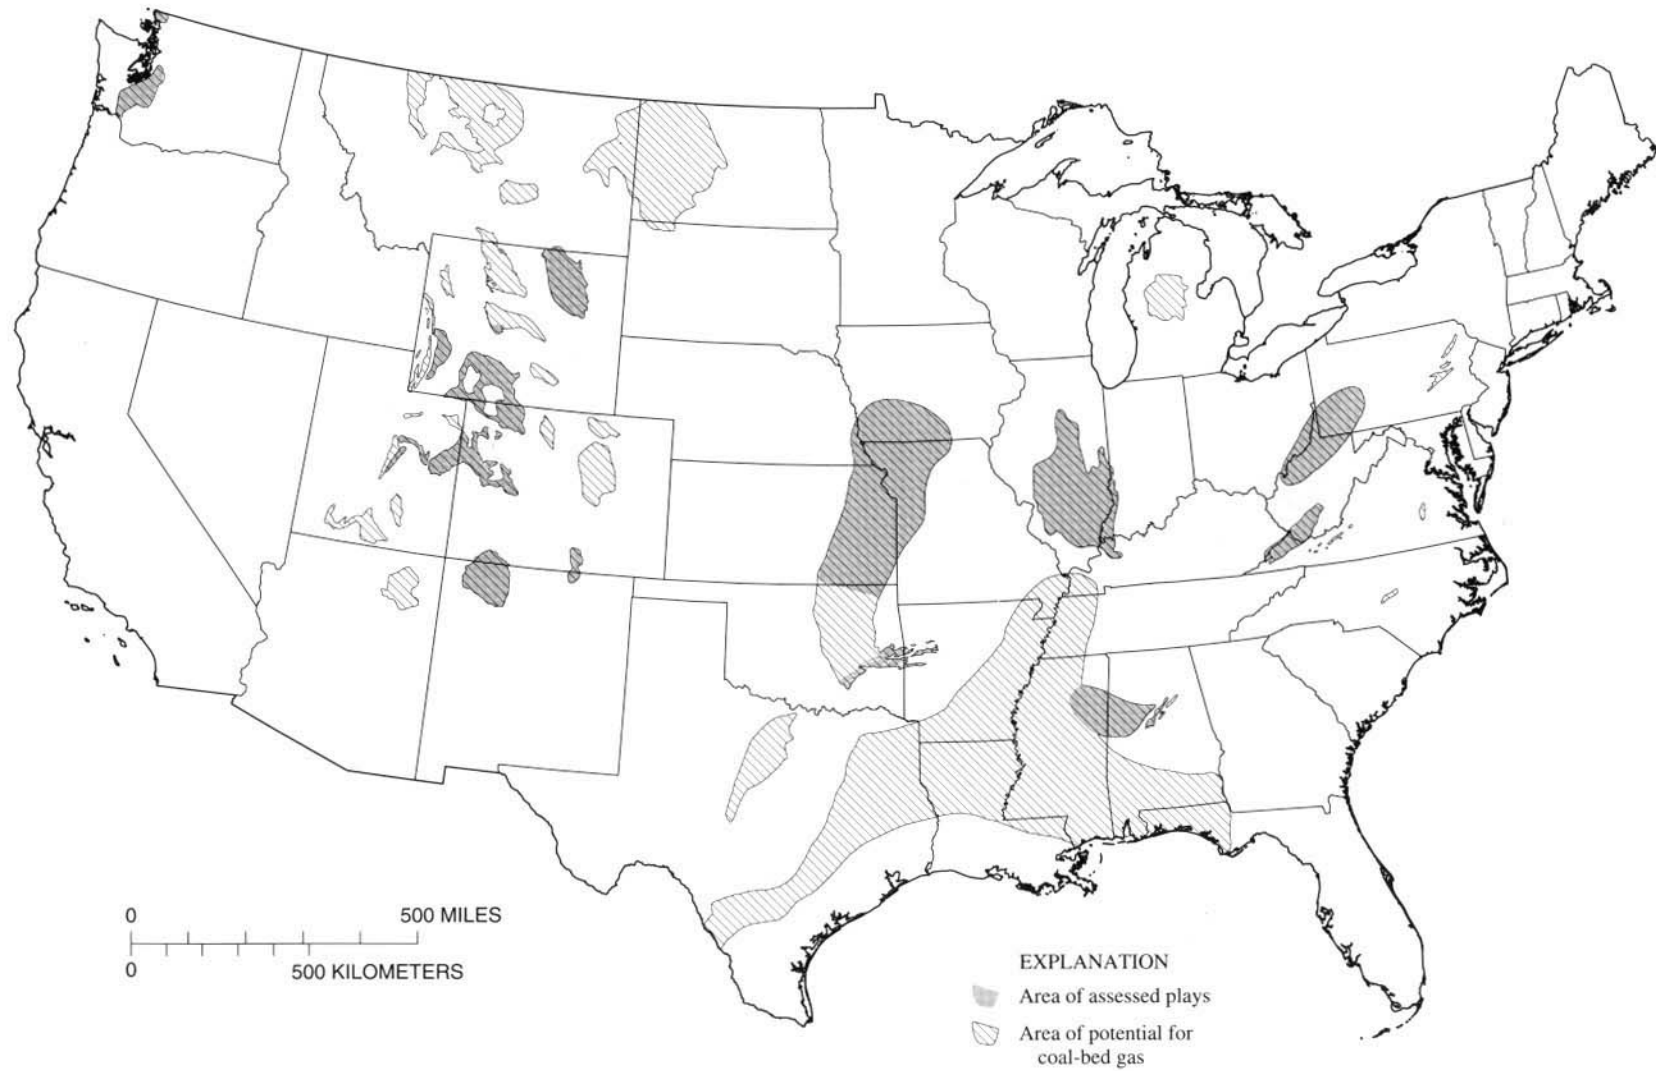 0 500 MILES
0 500 KILOMETERS
EXPLANATION
Area of assessed plays
Area of potential for
coal-bed gas